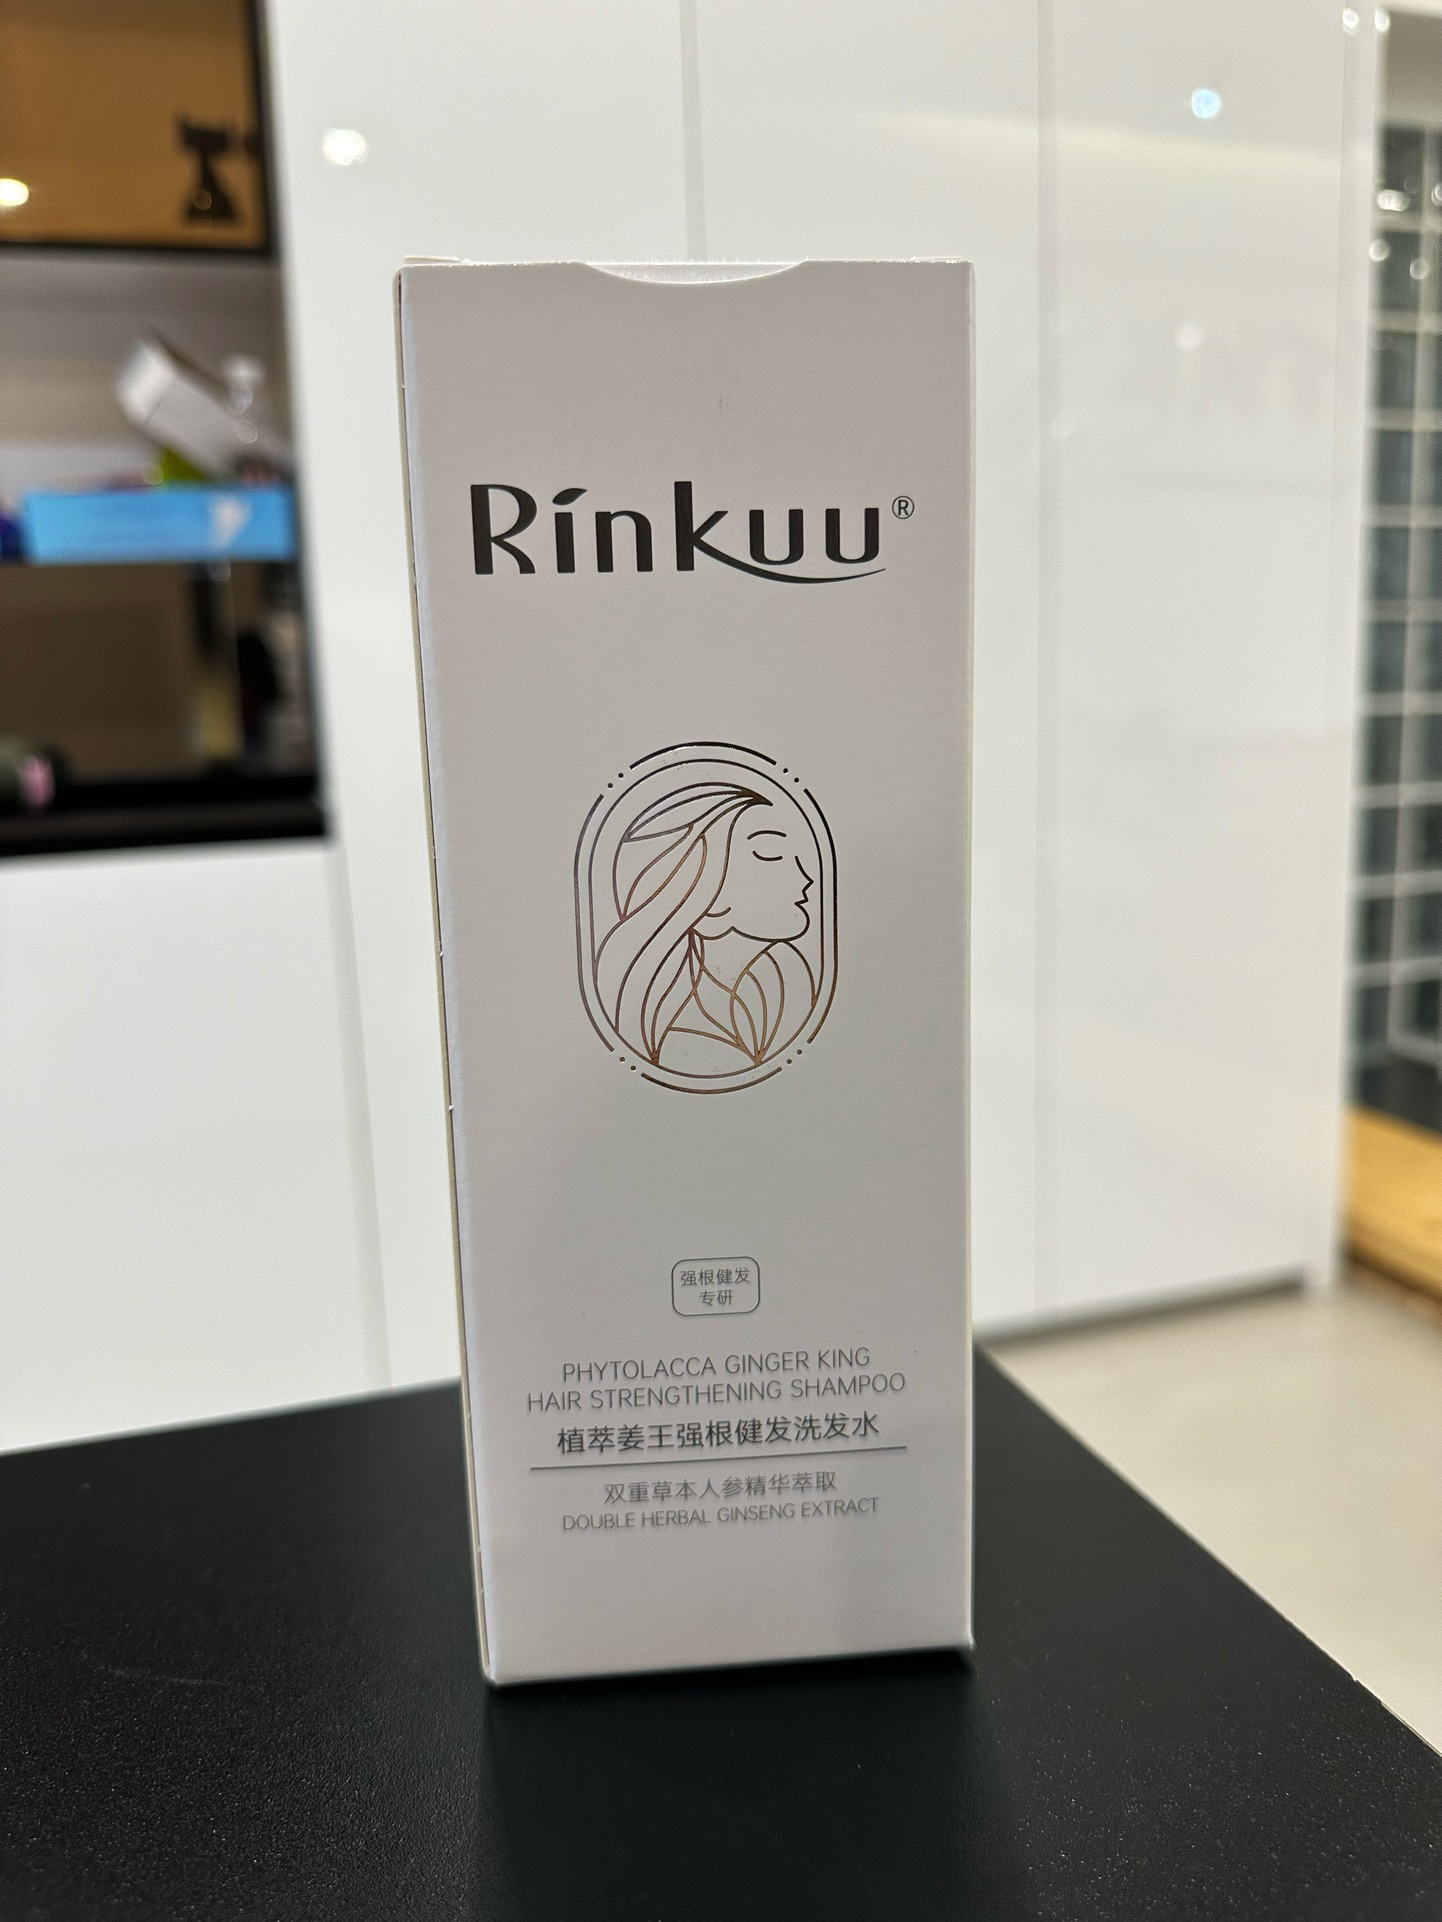 Rinkuu®
强根健发
专研
PHYTOLACCA GINGER KING
HAIR STRENGTHENING SHAMPOO
植萃姜王强根健发洗发水
双重草本人参精华萃取
DOUBLE HERBAL GINSENG EXTRACT